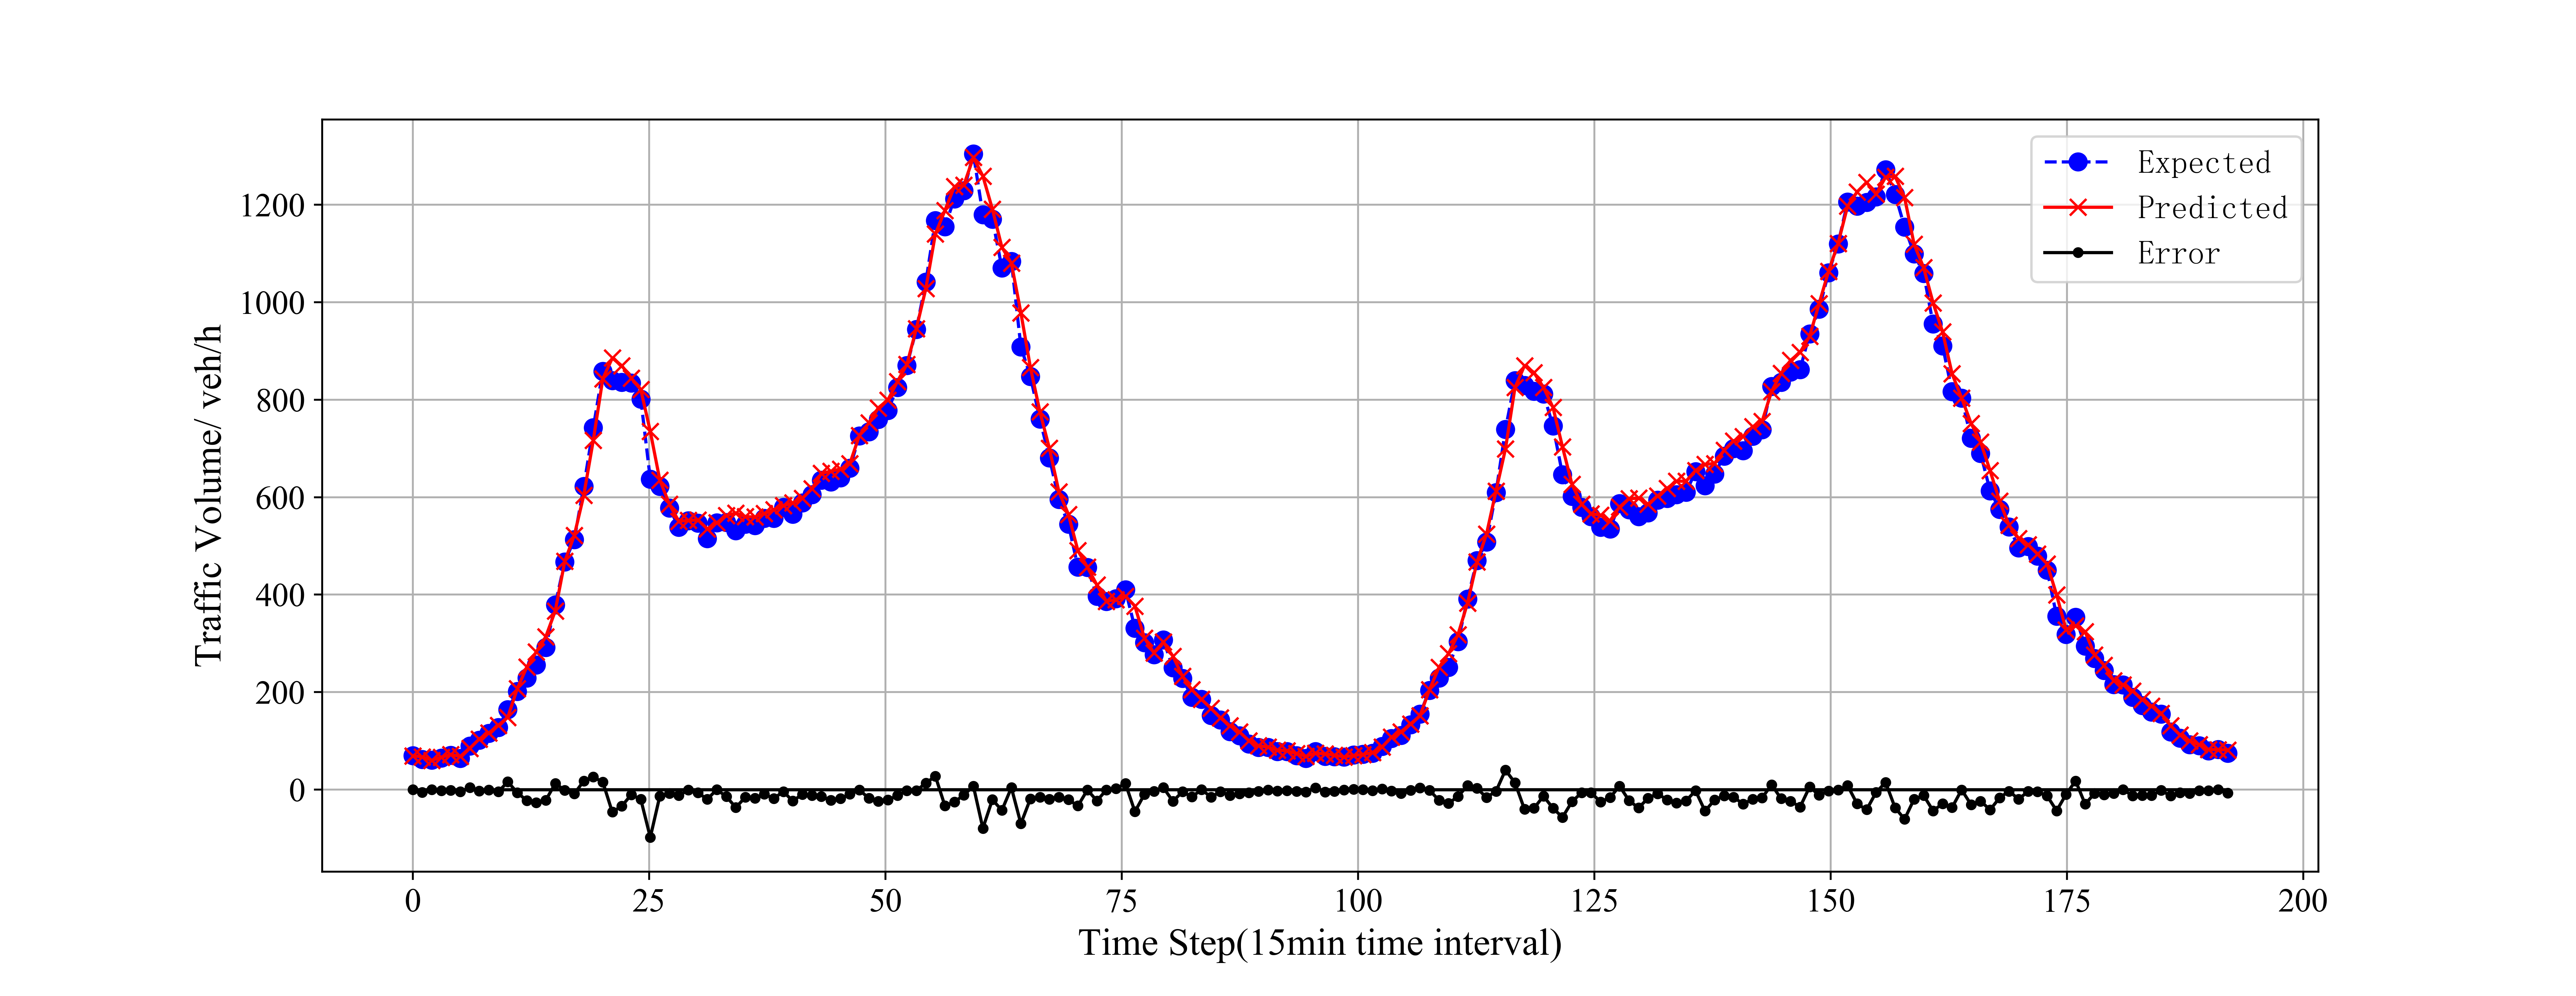 Expected
Predicted
Error
1200
1000
800
600
400
200
0
Traffic Volume/ veh/h
0 25 50 75 100 125 150 175 200
Time Step(15min time interval)